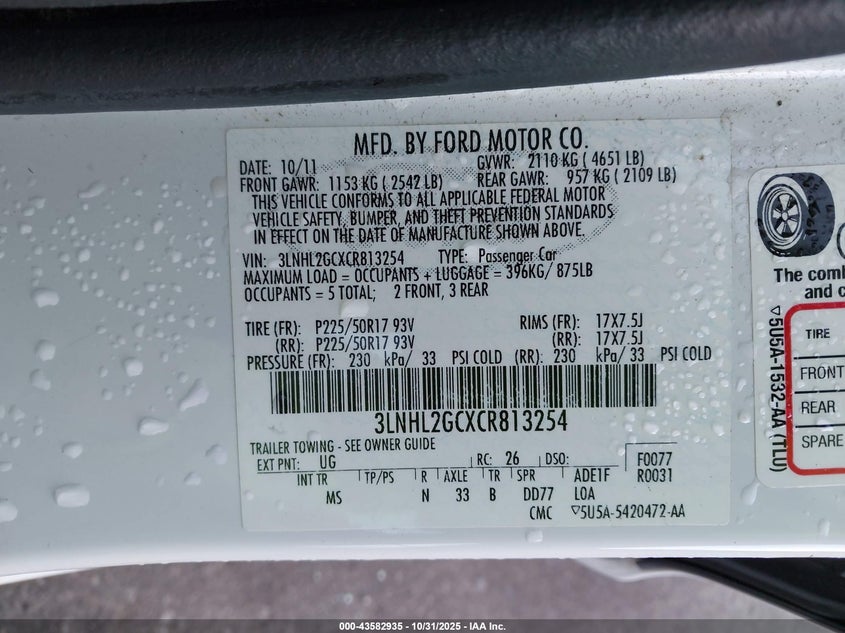 MFD. BY FORD MOTOR CO.
DATE: 10/11 GVWR: 2110 KG ( 4651 LB)
FRONT GAWR: 1153 KG ( 2542 LB) REAR GAWR: 957 KG ( 2109 LB)
THIS VEHICLE CONFORMS TO ALL APPLICABLE FEDERAL MOTOR
VEHICLE SAFETY, BUMPER, AND THEFT PREVENTION STANDARDS
IN EFFECT ON THE DATE OF MANUFACTURE SHOWN ABOVE.
VIN: 3LNHL2GCXCR813254 TYPE: Passenger Car
MAXIMUM LOAD = OCCUPANTS + LUGGAGE = 396KG/ 875LB
OCCUPANTS = 5 TOTAL; 2 FRONT, 3 REAR
TIRE (FR): P225/50R17 93V RIMS (FR): 17X7.5J
(RR): P225/50R17 93V (RR): 17X7.5J
PRESSURE (FR): 230 kPa/ 33 PSI COLD (RR): 230 kPa/ 33 PSI COLD
3LNHL2GCXCR813254
TRAILER TOWING - SEE OWNER GUIDE
EXT PNT: UG RC: 26 DSO: F0077
INT TR TP/PS R AXLE TR SPR ADE1F R0031
MS N 33 B DD77 LOA
CMC ▽5U5A-5420472-AA
The comb
and c
▽5U5A-1532-AA (TLU)
TIRE
FRONT
REAR
SPARE
000-43582935 - 10/31/2025 - IAA Inc.